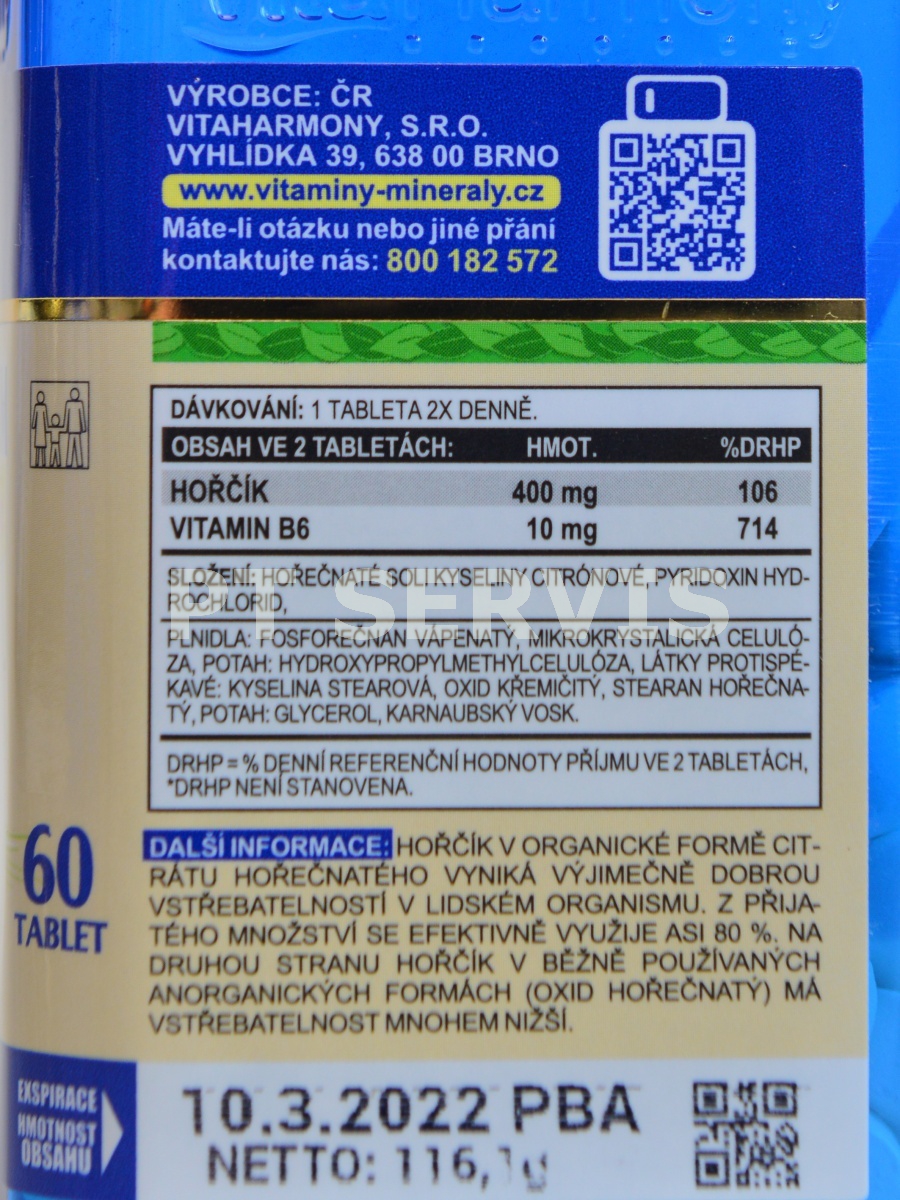 VÝROBCE: ČR
VITAHARMONY, S.R.O.
VYHLÍDKA 39, 638 00 BRNO
www.vitaminy-mineraly.cz
Máte-li otázku nebo jiné přání
kontaktujte nás: 800 182 572
DÁVKOVÁNÍ: 1 TABLETA 2X DENNĚ.
OBSAH VE 2 TABLETÁCH: HMOT. %DRHP
HOŘČÍK 400 mg 106
VITAMIN B6 10 mg 714
SLOŽENÍ: HOŘEČNATÉ SOLI KYSELINY CITRÓNOVÉ, PYRIDOXIN HYD-
ROCHLORID,
PI SERVIS
PLNIDLA: FOSFOREČNAN VÁPENATÝ, MIKROKRYSTALICKÁ CELULÓ-
ZA, POTAH: HYDROXYPROPYLMETHYLCELULÓZA, LÁTKY PROTISPÉ-
KAVÉ: KYSELINA STEAROVÁ, OXID KŘEMIČITÝ, STEARAN HOŘEČNA-
TÝ, POTAH: GLYCEROL, KARNAUBSKÝ VOSK.
DRHP = % DENNÍ REFERENČNÍ HODNOTY PŘÍJMU VE 2 TABLETÁCH,
*DRHP NENÍ STANOVENA.
60
TABLET
DALŠÍ INFORMACE: HOŘČÍK V ORGANICKÉ FORMĚ CIT-
RÁTU HOŘEČNATÉHO VYNIKÁ VÝJIMEČNĚ DOBROU
VSTŘEBATELNOSTÍ V LIDSKÉM ORGANISMU. Z PŘIJA-
TÉHO MNOŽSTVÍ SE EFEKTIVNĚ VYUŽIJE ASI 80 %. NA
DRUHOU STRANU HOŘČÍK V BĚŽNĚ POUŽÍVANÝCH
ANORGANICKÝCH FORMÁCH (OXID HOŘEČNATÝ) MÁ
VSTŘEBATELNOST MNOHEM NIŽŠÍ.
EXSPIRACE
HMOTNOST
OBSAHU
10.3.2022 PBA
NETTO: 116,1g